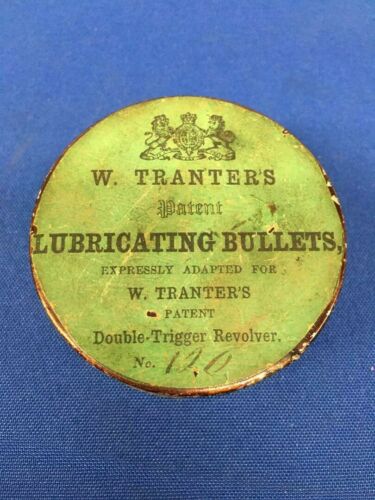 W. TRANTER'S
Patent
LUBRICATING BULLETS,
EXPRESSLY ADAPTED FOR
W. TRANTER'S
PATENT
Double-Trigger Revolver.
No. 120